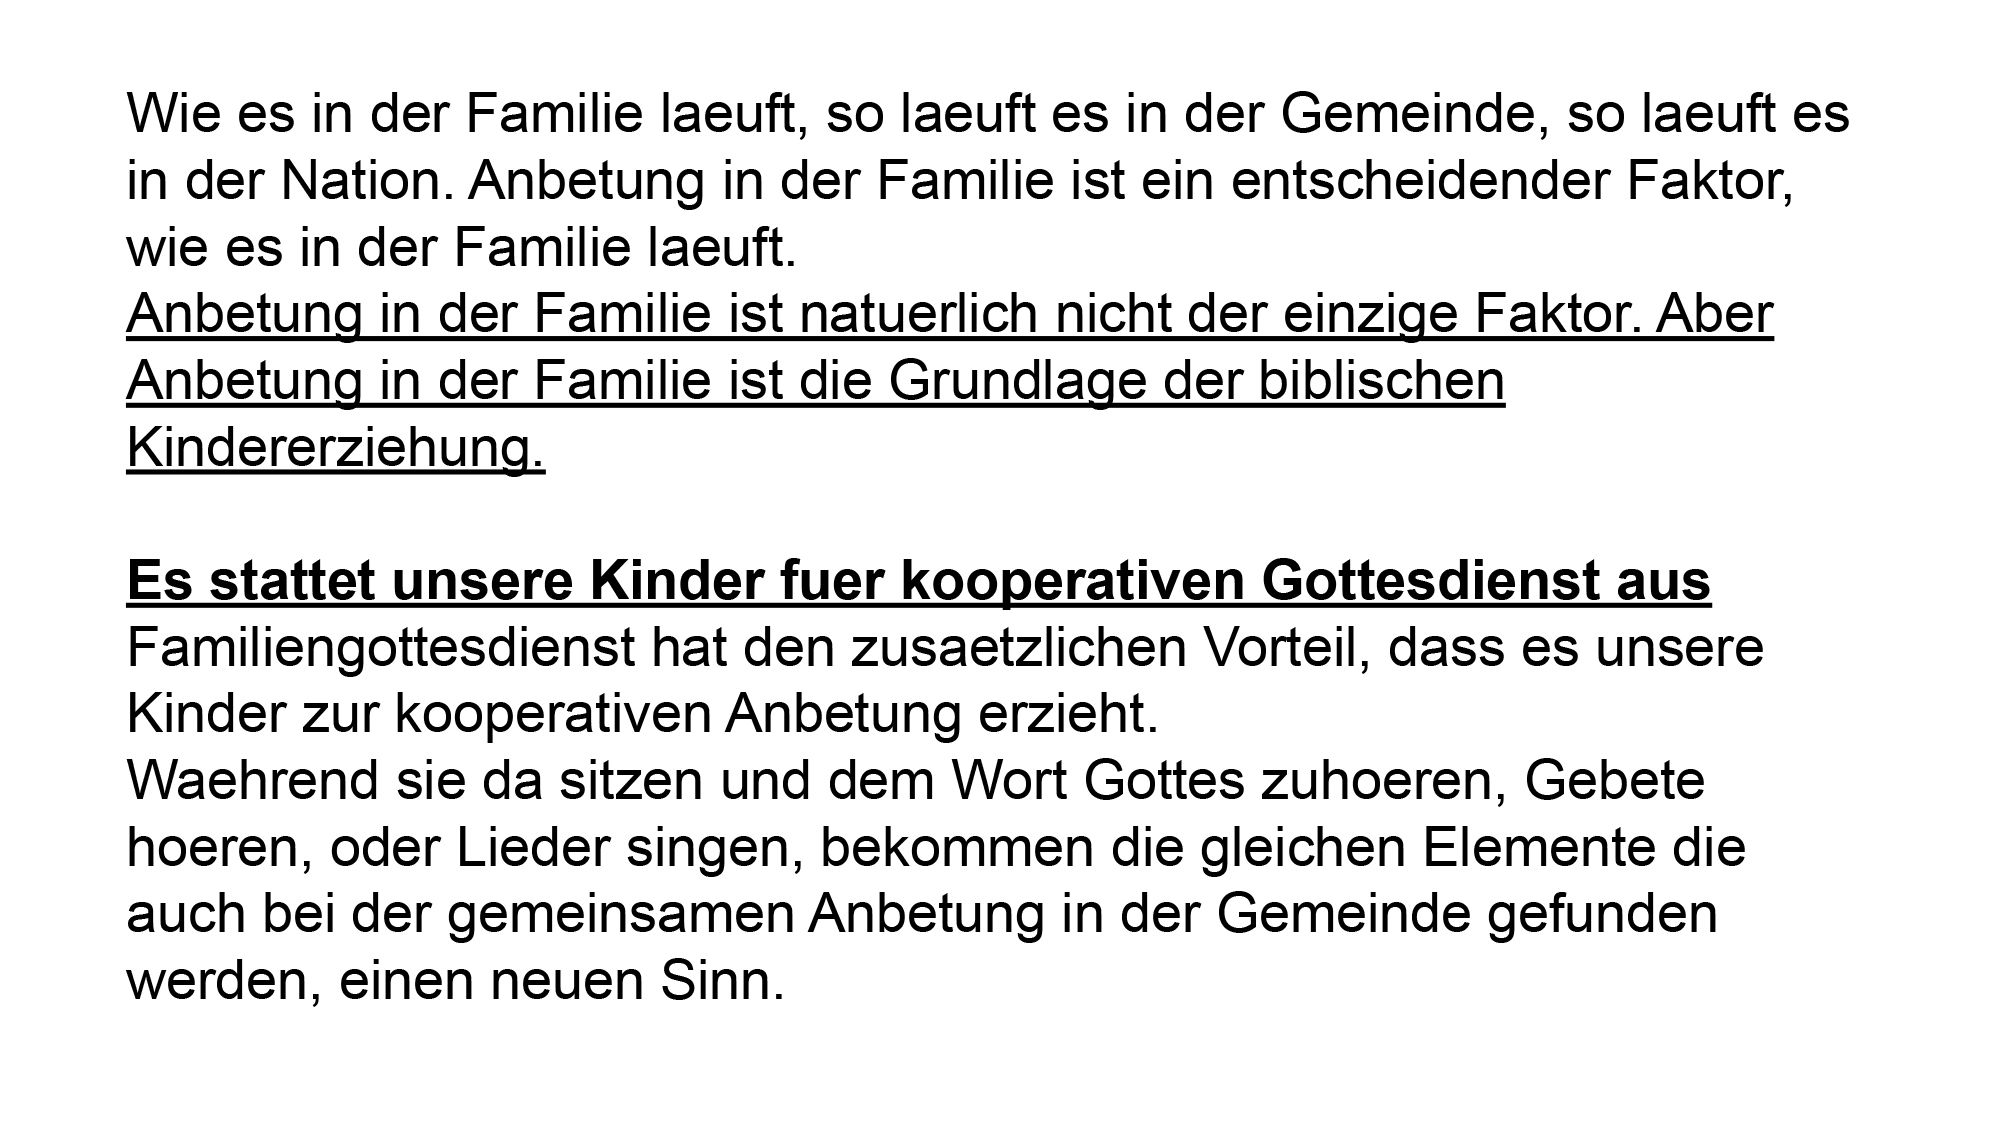 Wie es in der Familie laeuft, so laeuft es in der Gemeinde, so laeuft es
in der Nation. Anbetung in der Familie ist ein entscheidender Faktor,
wie es in der Familie laeuft.
Anbetung in der Familie ist natuerlich nicht der einzige Faktor. Aber
Anbetung in der Familie ist die Grundlage der biblischen
Kindererziehung.
Es stattet unsere Kinder fuer kooperativen Gottesdienst aus
Familiengottesdienst hat den zusaetzlichen Vorteil, dass es unsere
Kinder zur kooperativen Anbetung erzieht.
Waehrend sie da sitzen und dem Wort Gottes zuhoeren, Gebete
hoeren, oder Lieder singen, bekommen die gleichen Elemente die
auch bei der gemeinsamen Anbetung in der Gemeinde gefunden
werden, einen neuen Sinn.